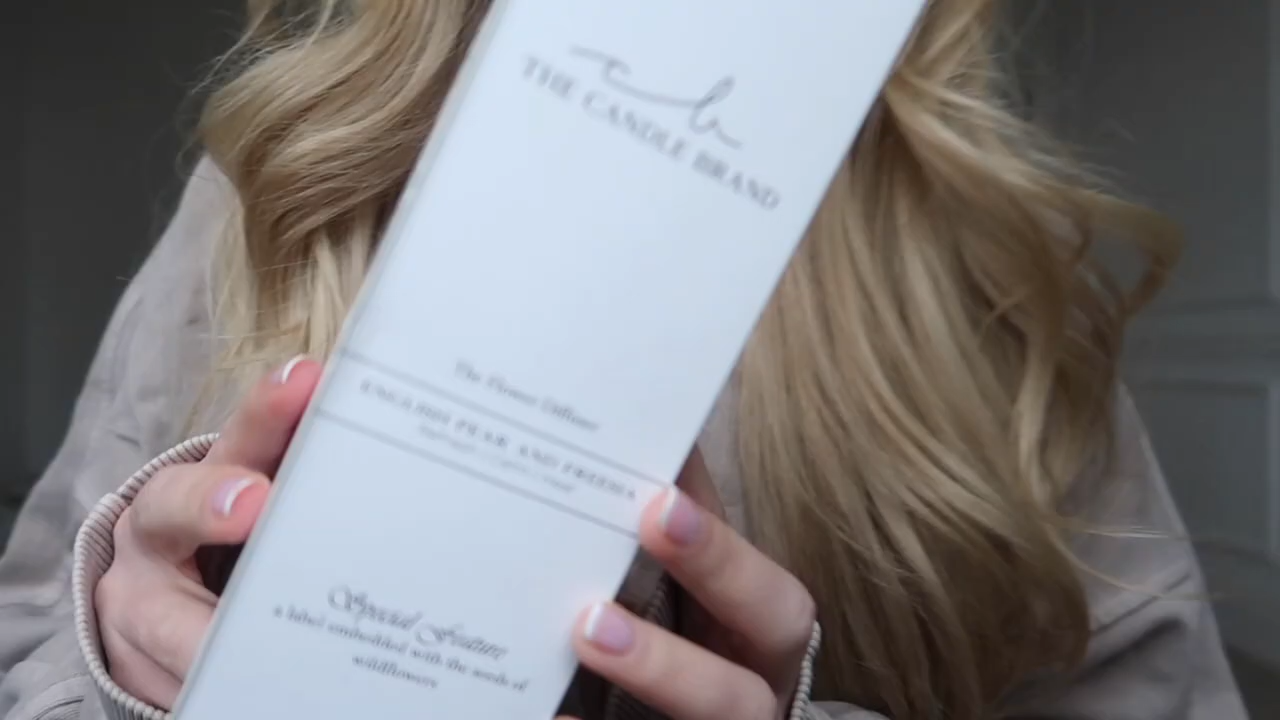 cb
THE CANDLE BRAND
The Flower Diffuser
ENGLISH PEAR AND FREESIA
Special Feature
a label embedded with the seeds of
wildflowers